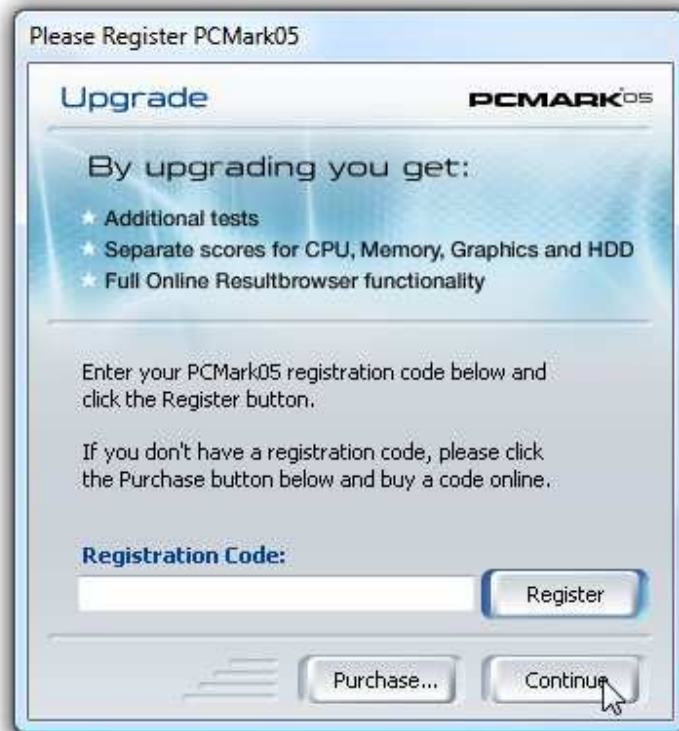 Please Register PCMark05
Upgrade
PCMARK'05
By upgrading you get:
Additional tests
Separate scores for CPU, Memory, Graphics and HDD
Full Online Resultbrowser functionality
Enter your PCMark05 registration code below and
click the Register button.
If you don't have a registration code, please click
the Purchase button below and buy a code online.
Registration Code:
Register
Purchase...
Continue